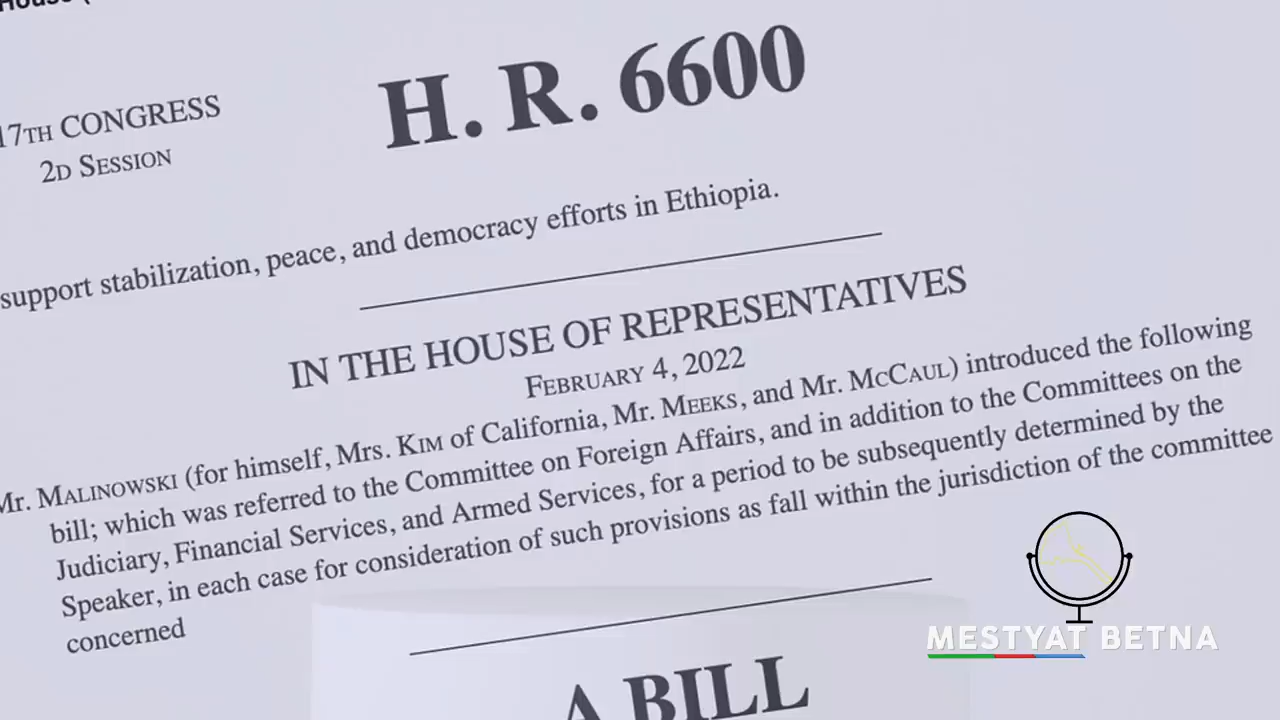 H. R. 6600
17TH CONGRESS
2D SESSION
support stabilization, peace, and democracy efforts in Ethiopia.
IN THE HOUSE OF REPRESENTATIVES
FEBRUARY 4, 2022
Mr. MALINOWSKI (for himself, Mrs. KIM of California, Mr. MEEKS, and Mr. MCCAUL) introduced the following
bill; which was referred to the Committee on Foreign Affairs, and in addition to the Committees on the
Judiciary, Financial Services, and Armed Services, for a period to be subsequently determined by the
Speaker, in each case for consideration of such provisions as fall within the jurisdiction of the committee
concerned
A BILL
MESTYAT BETNA